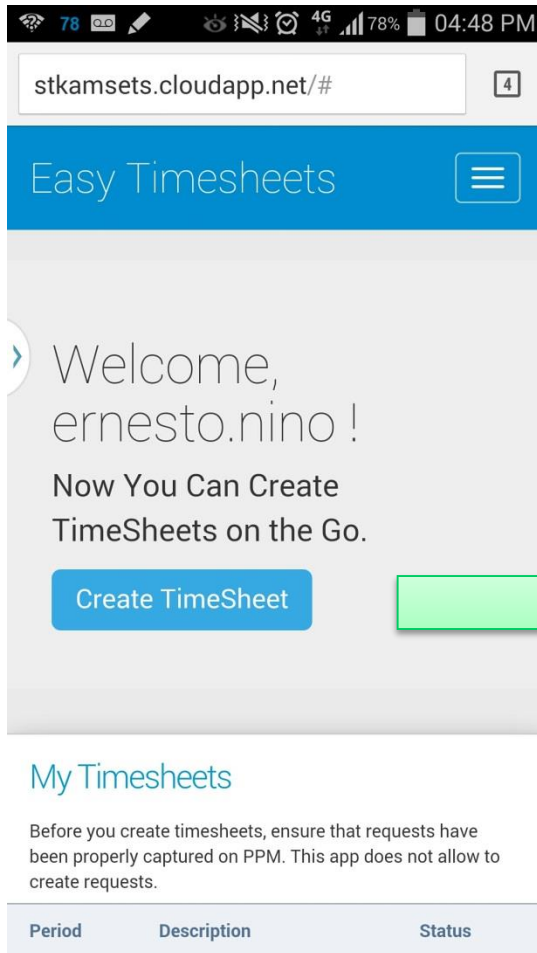 78 4G 78% 04:48 PM
stkamsets.cloudapp.net/# 4
Easy Timesheets
Welcome,
ernesto.nino !
Now You Can Create
TimeSheets on the Go.
Create TimeSheet
My Timesheets
Before you create timesheets, ensure that requests have
been properly captured on PPM. This app does not allow to
create requests.
Period Description Status